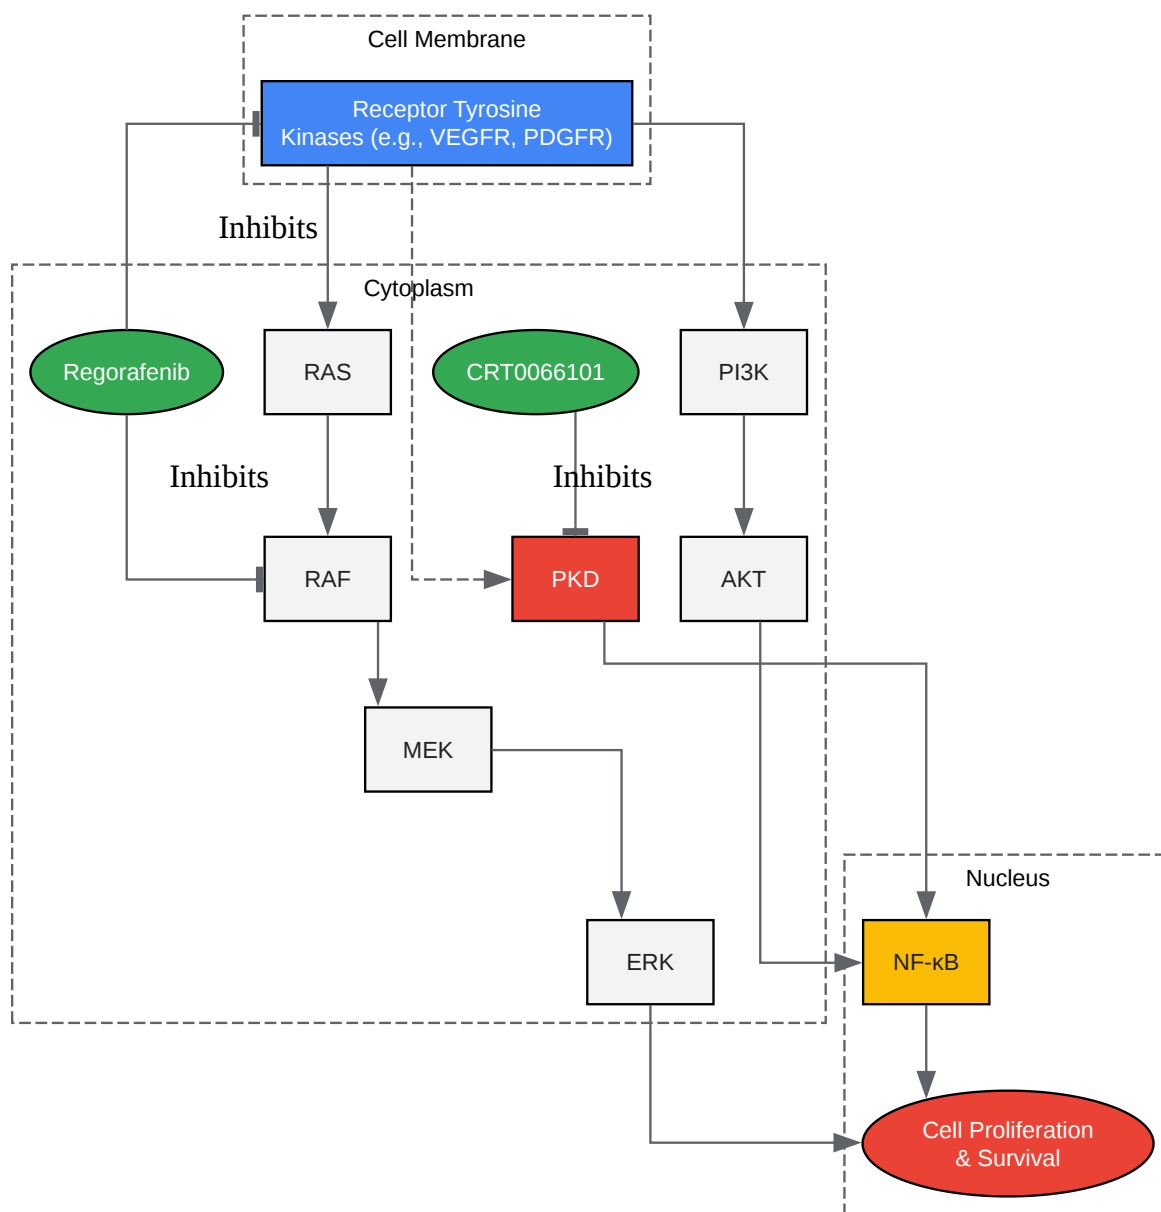 Cell Membrane
Receptor Tyrosine
Kinases (e.g., VEGFR, PDGFR)
Inhibits
Cytoplasm
Regorafenib
RAS
CRT0066101
PI3K
Inhibits
Inhibits
RAF
PKD
AKT
MEK
Nucleus
ERK
NF-κB
Cell Proliferation
& Survival